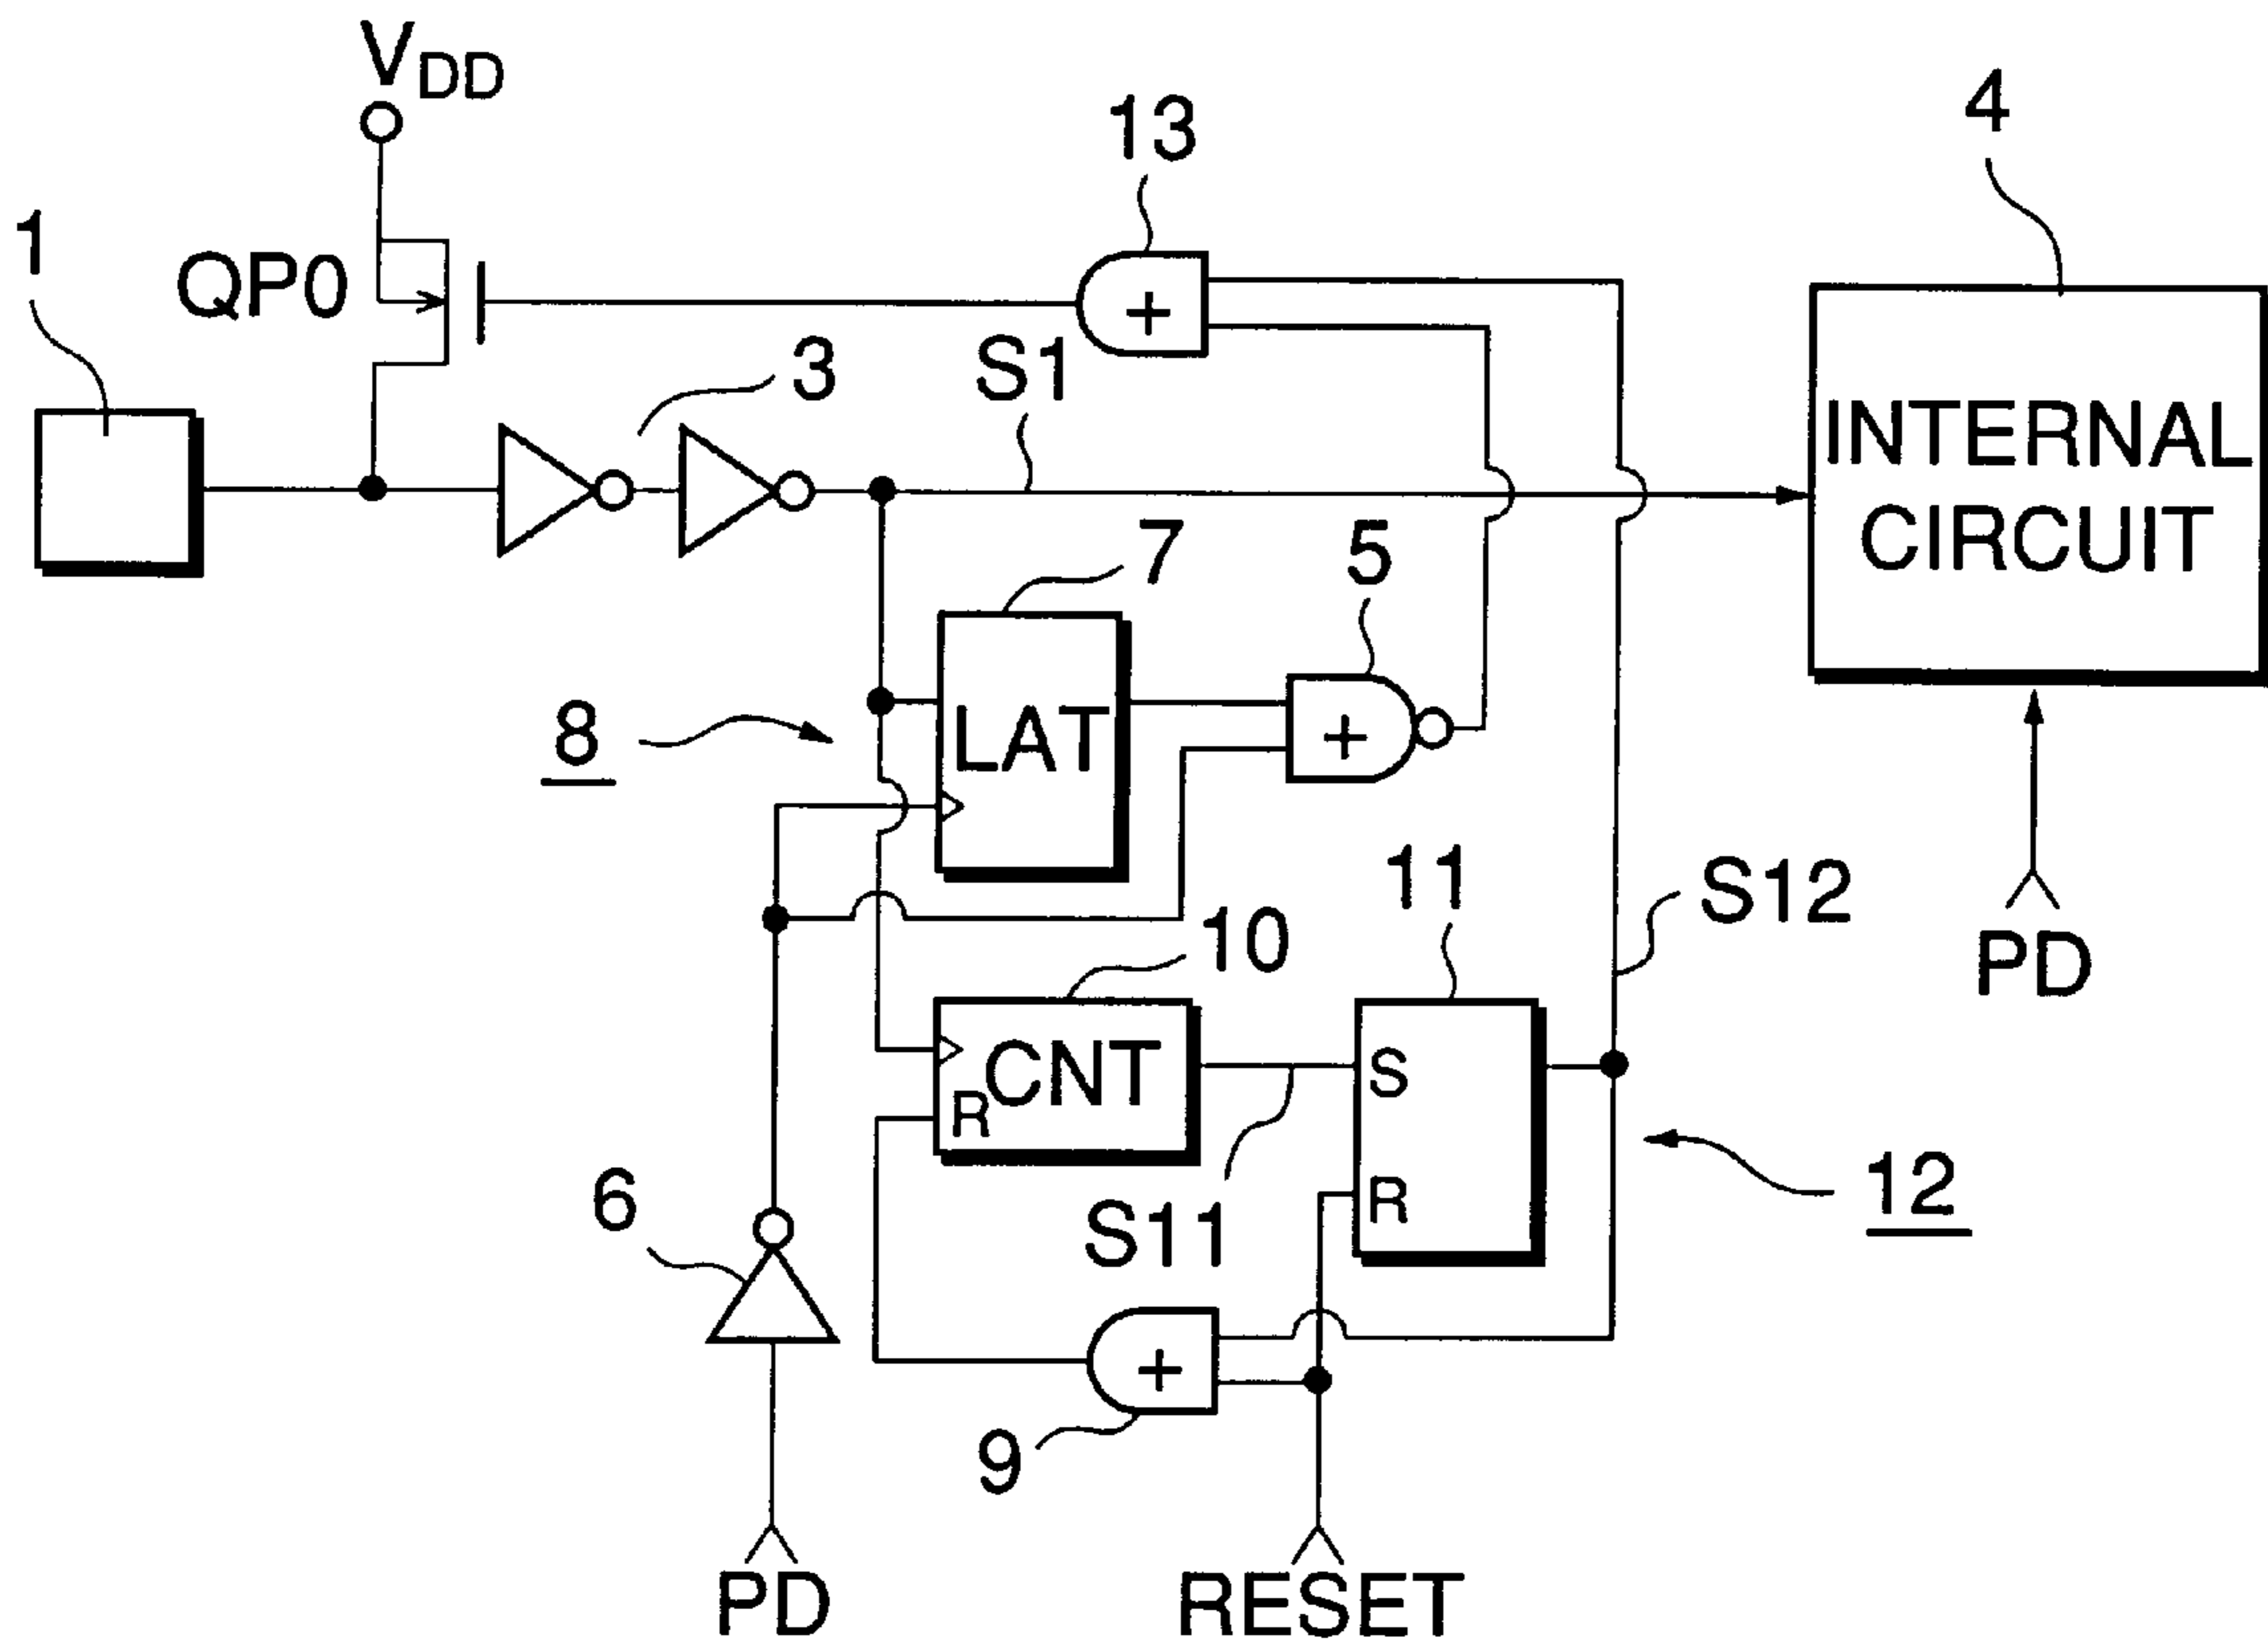 VDD
13
4
1
QP0
3
S1
INTERNAL
CIRCUIT
+
7
5
8
LAT
+
11
S12
10
PD
CNT
R
S
R
6
S11
12
+
9
PD
RESET